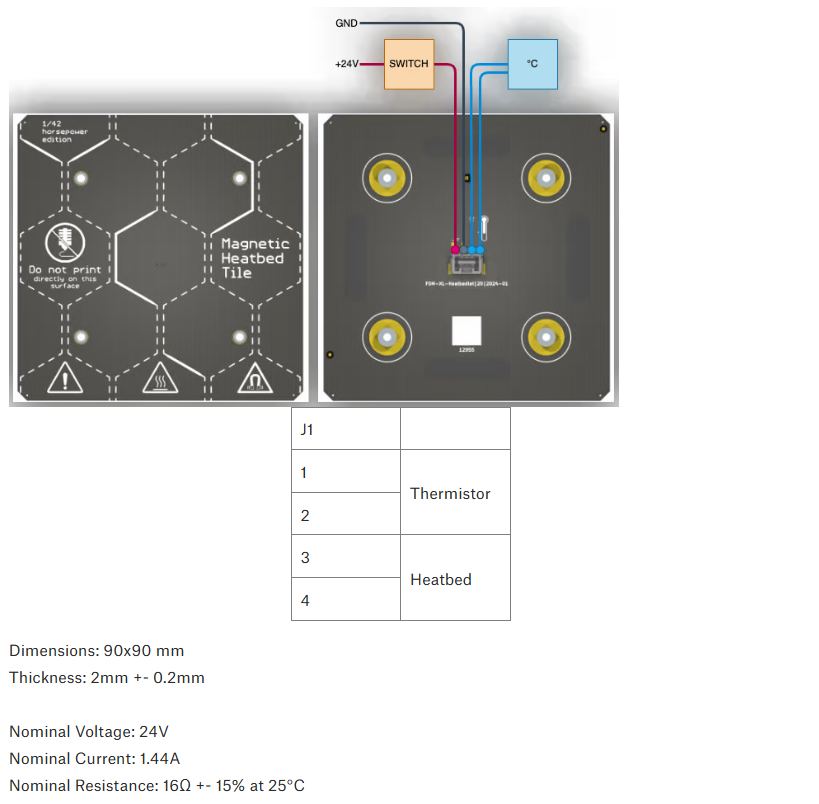 GND
+24V
SWITCH
°C
1/42
horsepower
edition
Do not print
directly on this
surface
Magnetic
Heatbed
Tile
12955
J1
1
Thermistor
2
3
Heatbed
4
Dimensions: 90x90 mm
Thickness: 2mm +- 0.2mm
Nominal Voltage: 24V
Nominal Current: 1.44A
Nominal Resistance: 16Ω +- 15% at 25°C